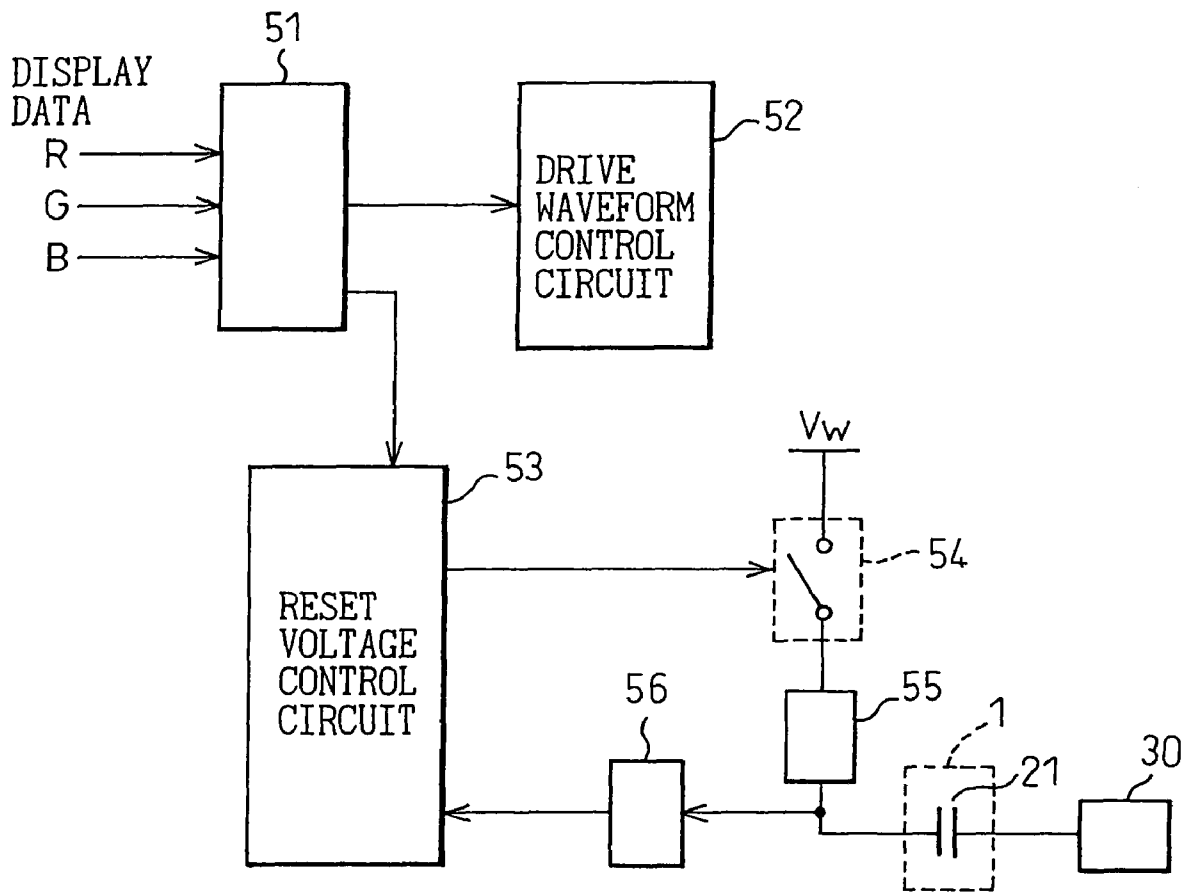 51
DISPLAY
DATA
R
G
B
52
DRIVE
WAVEFORM
CONTROL
CIRCUIT
Vw
53
54
RESET
VOLTAGE
CONTROL
CIRCUIT
55
56
1
21
30